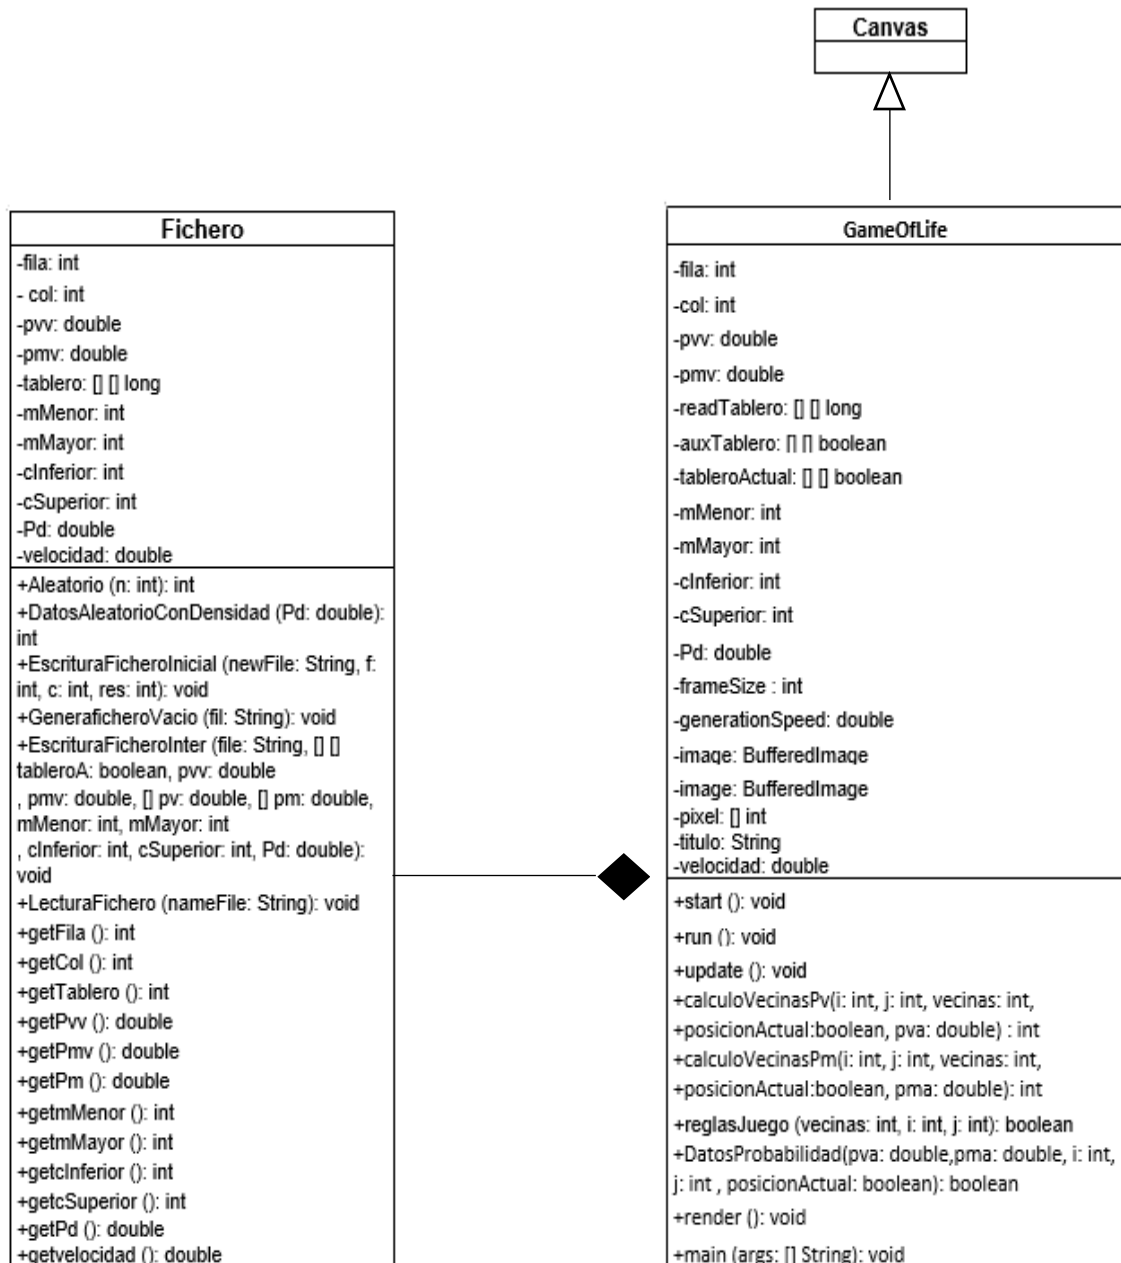 Canvas
Fichero
-fila: int
- col: int
-pvv: double
-pmv: double
-tablero: [] [] long
-mMenor: int
-mMayor: int
-cInferior: int
-cSuperior: int
-Pd: double
-velocidad: double
+Aleatorio (n: int): int
+DatosAleatorioConDensidad (Pd: double):
int
+EscrituraFicheroInicial (newFile: String, f:
int, c: int, res: int): void
+GeneraficheroVacio (fil: String): void
+EscrituraFicheroInter (file: String, [] []
tableroA: boolean, pvv: double
, pmv: double, [] pv: double, [] pm: double,
mMenor: int, mMayor: int
, cInferior: int, cSuperior: int, Pd: double):
void
+LecturaFichero (nameFile: String): void
+getFila (): int
+getCol (): int
+getTablero (): int
+getPvv (): double
+getPmv (): double
+getPm (): double
+getmMenor (): int
+getmMayor (): int
+getcInferior (): int
+getcSuperior (): int
+getPd (): double
+getvelocidad (): double
GameOfLife
-fila: int
-col: int
-pvv: double
-pmv: double
-readTablero: [] [] long
-auxTablero: [] [] boolean
-tableroActual: [] [] boolean
-mMenor: int
-mMayor: int
-cInferior: int
-cSuperior: int
-Pd: double
-frameSize : int
-generationSpeed: double
-image: BufferedImage
-image: BufferedImage
-pixel: [] int
-titulo: String
-velocidad: double
+start (): void
+run (): void
+update (): void
+calculoVecinasPv(i: int, j: int, vecinas: int,
+posicionActual:boolean, pva: double) : int
+calculoVecinasPm(i: int, j: int, vecinas: int,
+posicionActual:boolean, pma: double): int
+reglasJuego (vecinas: int, i: int, j: int): boolean
+DatosProbabilidad(pva: double,pma: double, i: int,
j: int , posicionActual: boolean): boolean
+render (): void
+main (args: [] String): void